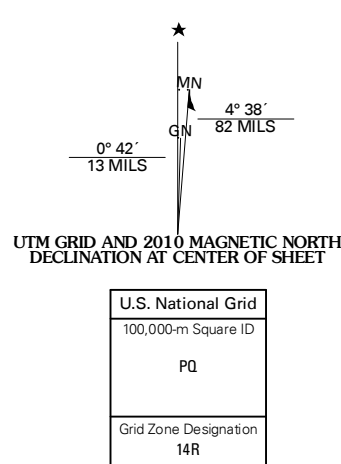 MN
4° 38´
82 MILS
GN
0° 42´
13 MILS
UTM GRID AND 2010 MAGNETIC NORTH
DECLINATION AT CENTER OF SHEET
U.S. National Grid
100,000-m Square ID
PQ
Grid Zone Designation
14R